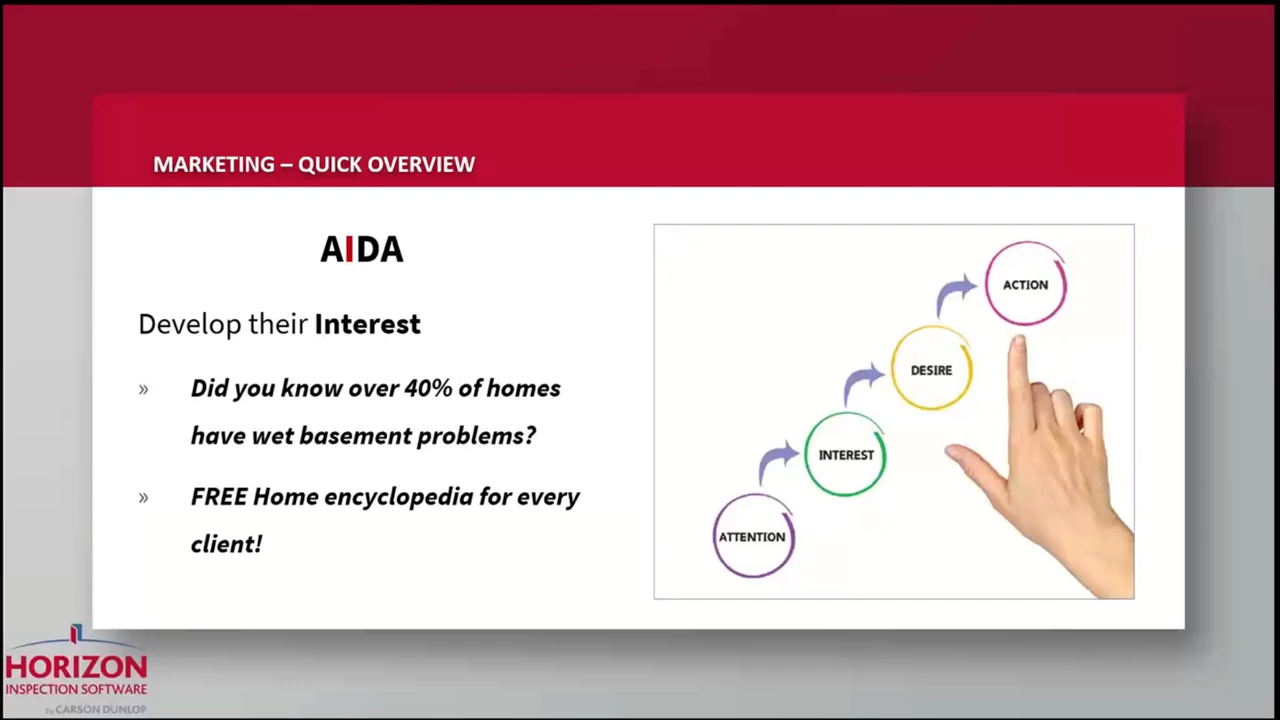 MARKETING – QUICK OVERVIEW
AIDA
Develop their Interest
» Did you know over 40% of homes
have wet basement problems?
» FREE Home encyclopedia for every
client!
ACTION
DESIRE
INTEREST
ATTENTION
HORIZON
INSPECTION SOFTWARE
by CARSON DUNLOP